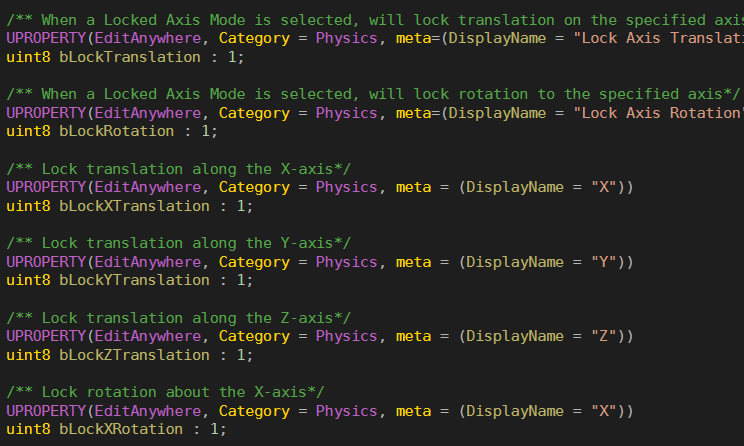 /** When a Locked Axis Mode is selected, will lock translation on the specified axis
UPROPERTY(EditAnywhere, Category = Physics, meta=(DisplayName = "Lock Axis Translati
uint8 bLockTranslation : 1;
/** When a Locked Axis Mode is selected, will lock rotation to the specified axis*/
UPROPERTY(EditAnywhere, Category = Physics, meta=(DisplayName = "Lock Axis Rotation"
uint8 bLockRotation : 1;
/** Lock translation along the X-axis*/
UPROPERTY(EditAnywhere, Category = Physics, meta = (DisplayName = "X"))
uint8 bLockXTranslation : 1;
/** Lock translation along the Y-axis*/
UPROPERTY(EditAnywhere, Category = Physics, meta = (DisplayName = "Y"))
uint8 bLockYTranslation : 1;
/** Lock translation along the Z-axis*/
UPROPERTY(EditAnywhere, Category = Physics, meta = (DisplayName = "Z"))
uint8 bLockZTranslation : 1;
/** Lock rotation about the X-axis*/
UPROPERTY(EditAnywhere, Category = Physics, meta = (DisplayName = "X"))
uint8 bLockXRotation : 1;